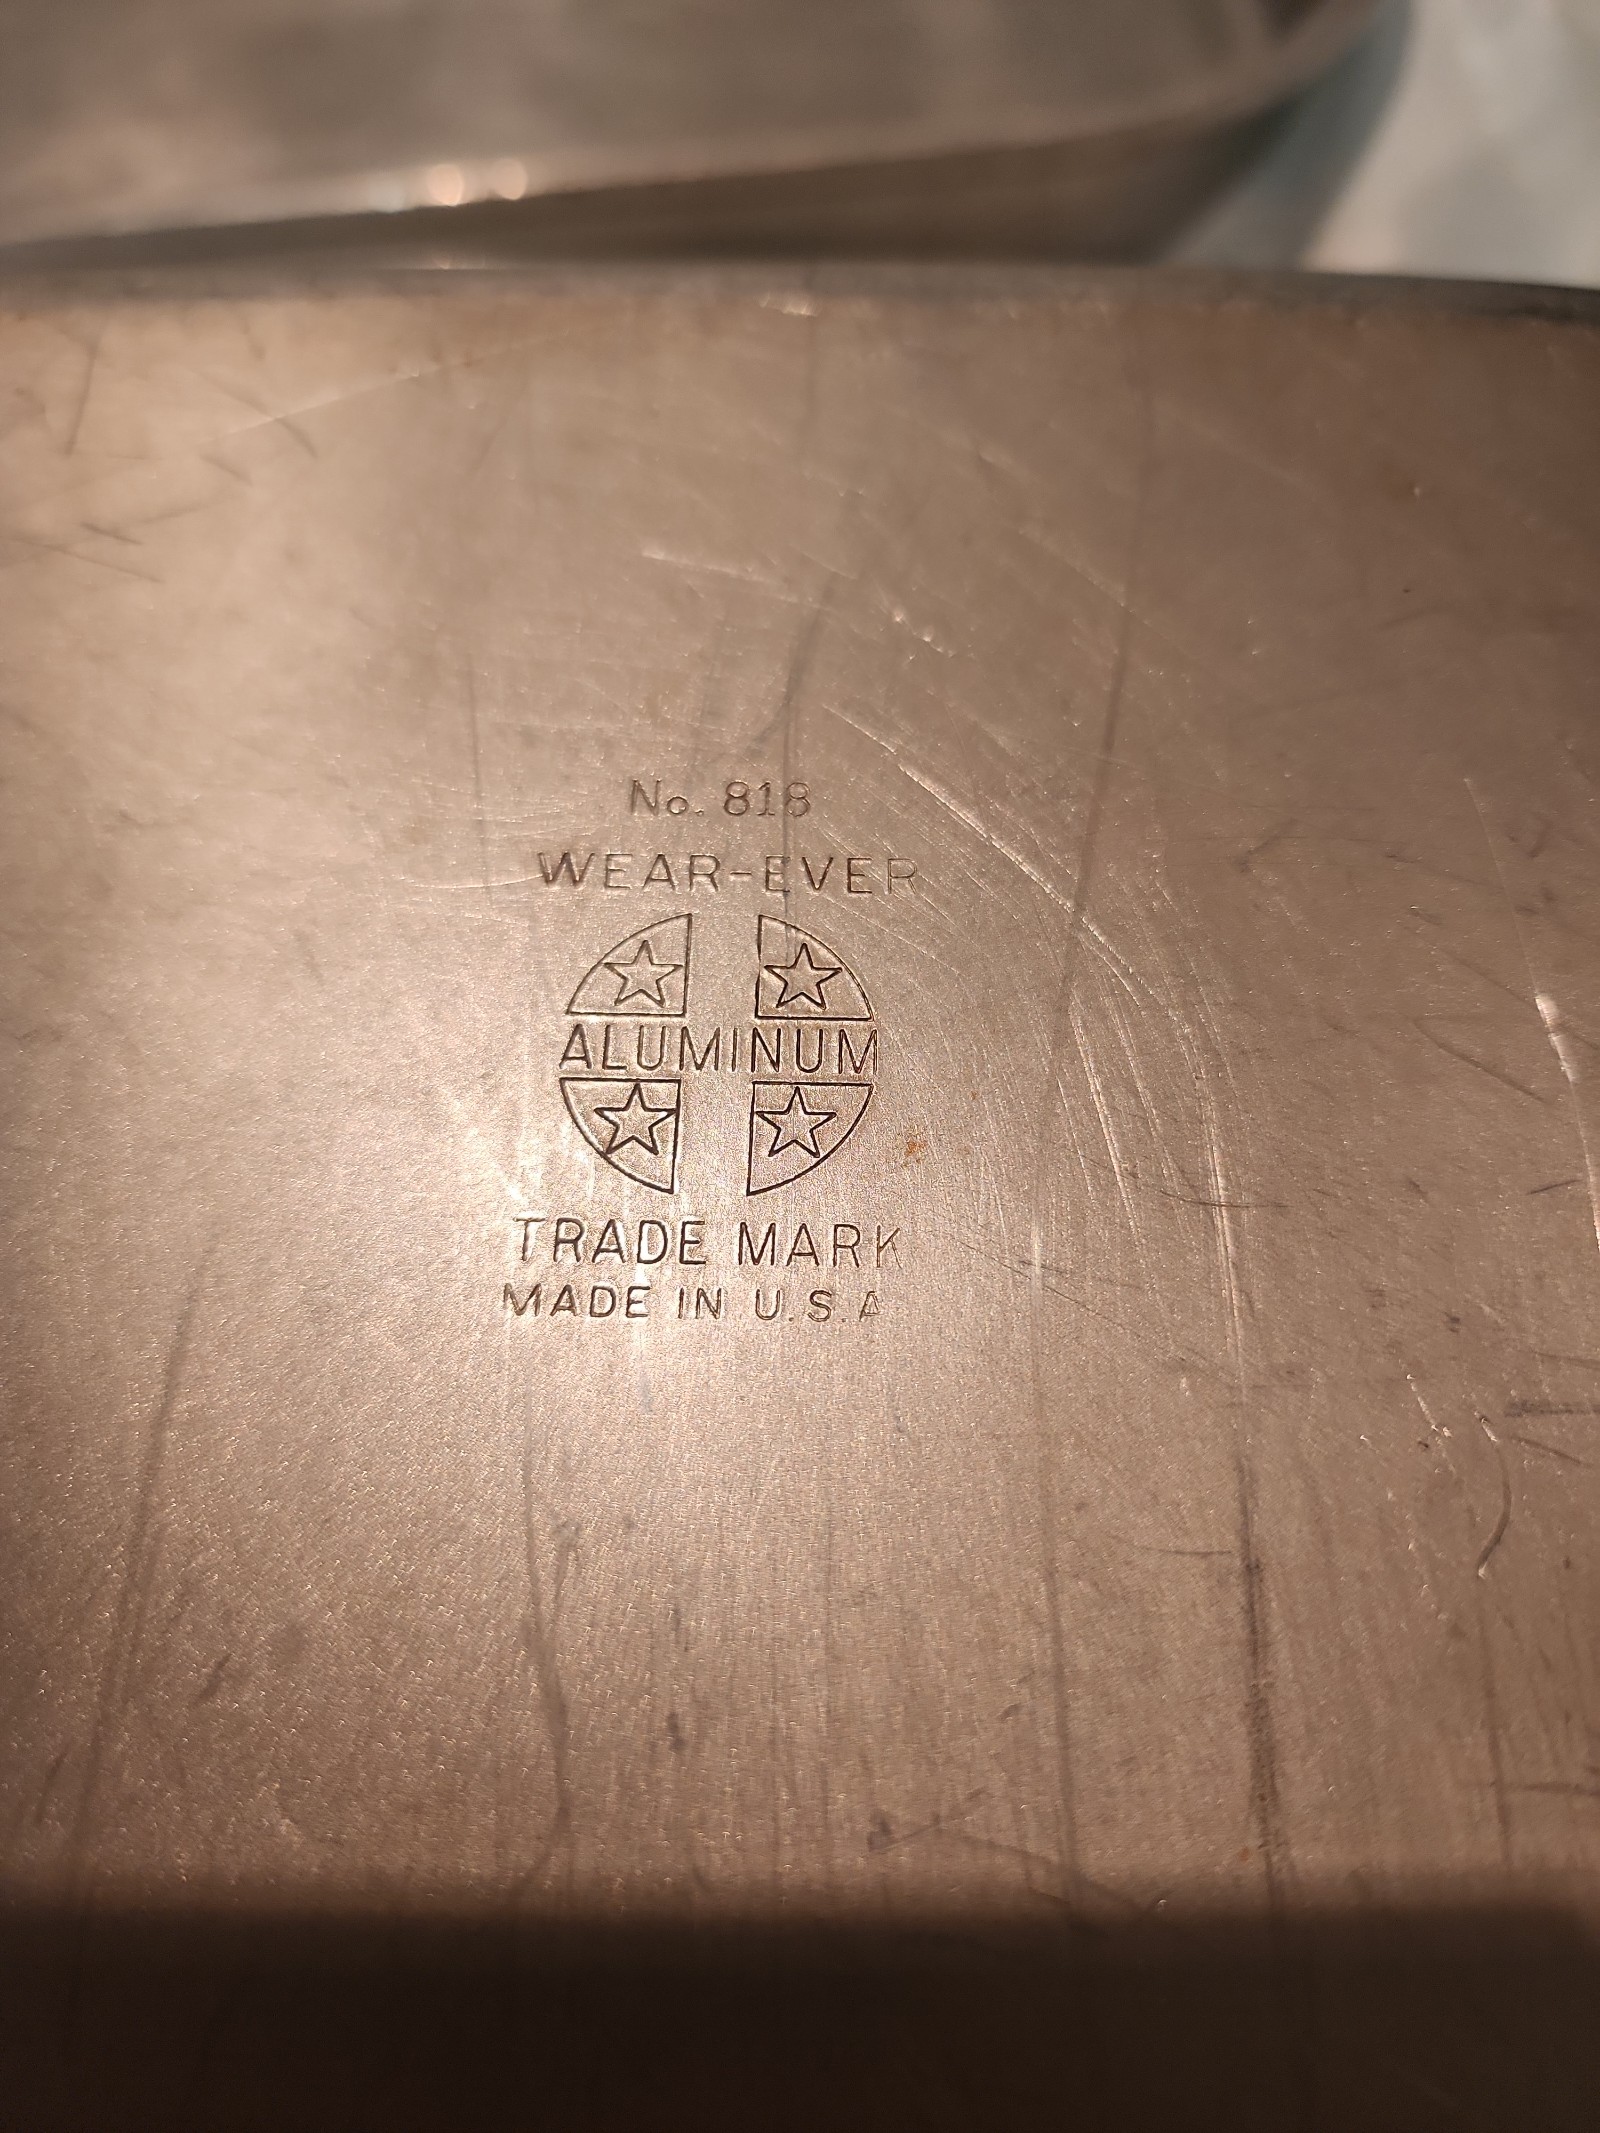 No. 818
WEAR-EVER
ALUMINUM
TRADE MARK
MADE IN U.S.A